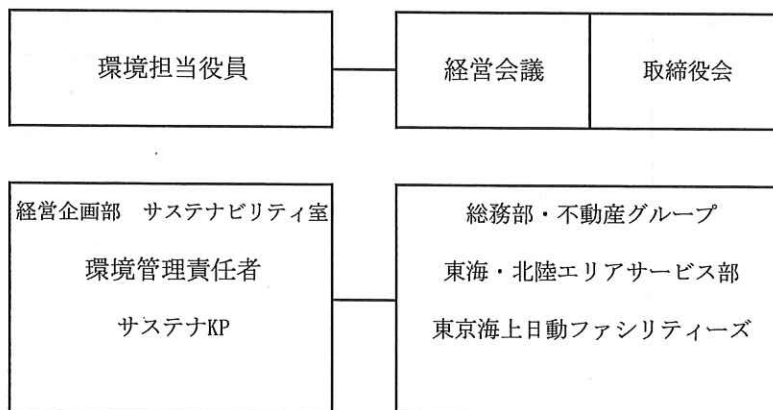 環境担当役員
経営会議
取締役会
経営企画部　サステナビリティ室
環境管理責任者
サステナKP
総務部・不動産グループ
東海・北陸エリアサービス部
東京海上日動ファシリティーズ